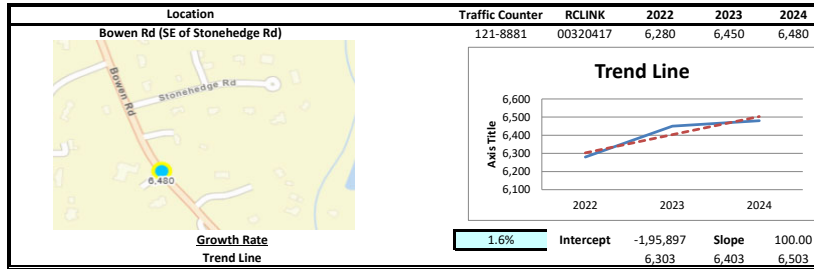 Location Traffic Counter RCLINK 2022 2023 2024
Bowen Rd (SE of Stonehedge Rd) 121-8881 00320417 6,280 6,450 6,480
Bowen Rd
Stonehedge Rd
6,480
Trend Line
Axis Title
6,600
6,500
6,400
6,300
6,200
6,100
2022 2023 2024
Growth Rate 1.6% Intercept -1,95,897 Slope 100.00
Trend Line 6,303 6,403 6,503